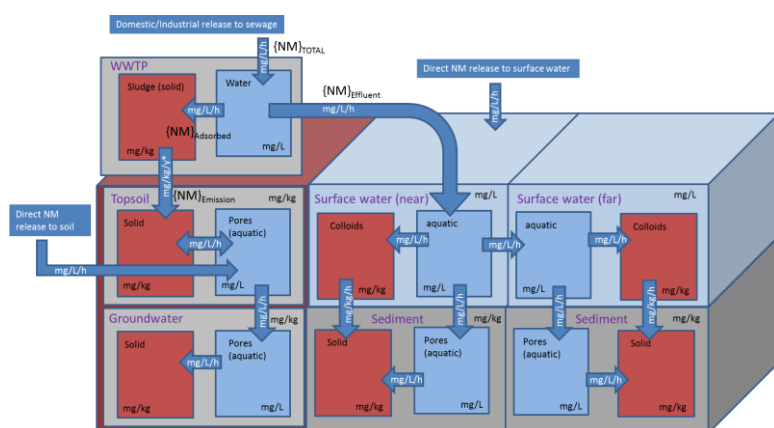 Domestic/Industrial release to sewage
mg/L/h
{NM}TOTAL
WWTP
Sludge (solid)
mg/kg
mg/L/h
{NM}Adsorbed
Water
mg/L
{NM}Effluent
mg/L/h
Direct NM release to surface water
mg/L/h
mg/kg/y*
{NM}Emission
Direct NM
release to soil
mg/L/h
Topsoil
mg/kg
Solid
mg/kg
mg/L/h
Pores
(aquatic)
mg/L
mg/L/h
Surface water (near)
mg/L
Colloids
mg/kg
mg/L/h
aquatic
mg/L
mg/L/h
Surface water (far)
mg/L
aquatic
mg/L
mg/L/h
Colloids
mg/kg
mg/kg/h
mg/L/h
mg/L/h
mg/kg/h
Groundwater
mg/kg
Solid
mg/kg
mg/L/h
Pores
(aquatic)
mg/L
Sediment
mg/kg
Solid
mg/kg
mg/L/h
Pores
(aquatic)
mg/L
Sediment
mg/kg
Pores
(aquatic)
mg/L
mg/L/h
Solid
mg/kg